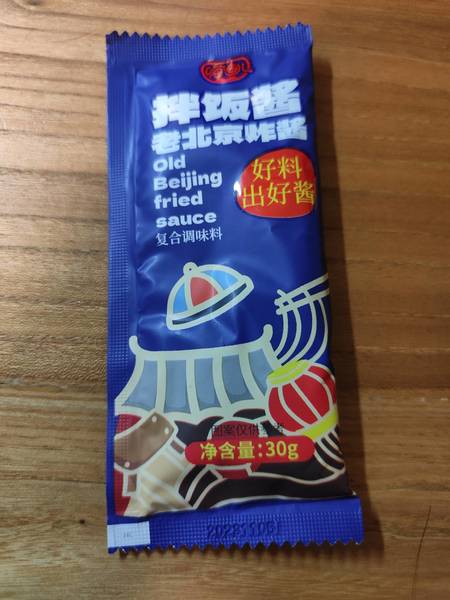 拌饭酱
老北京炸酱
Old
Beijing
fried
sauce
复合调味料
好料
出好酱
图案仅供参考
净含量:30g